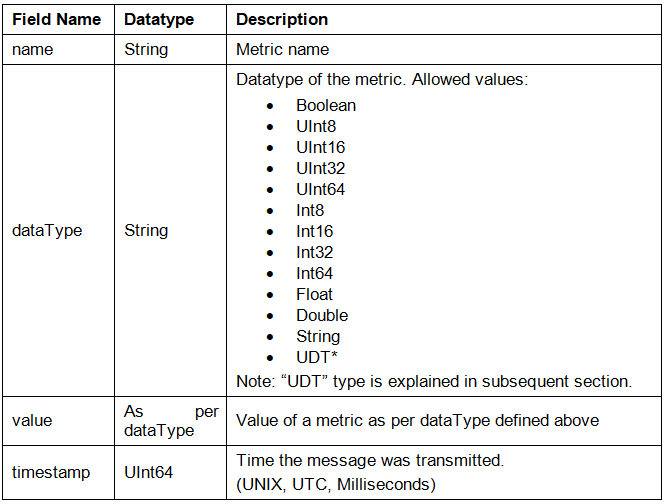 Field Name Datatype Description
name String Metric name
dataType String Datatype of the metric. Allowed values:
• Boolean
• UInt8
• UInt16
• UInt32
• UInt64
• Int8
• Int16
• Int32
• Int64
• Float
• Double
• String
• UDT*
Note: “UDT” type is explained in subsequent section.
value As per dataType Value of a metric as per dataType defined above
timestamp UInt64 Time the message was transmitted.
(UNIX, UTC, Milliseconds)